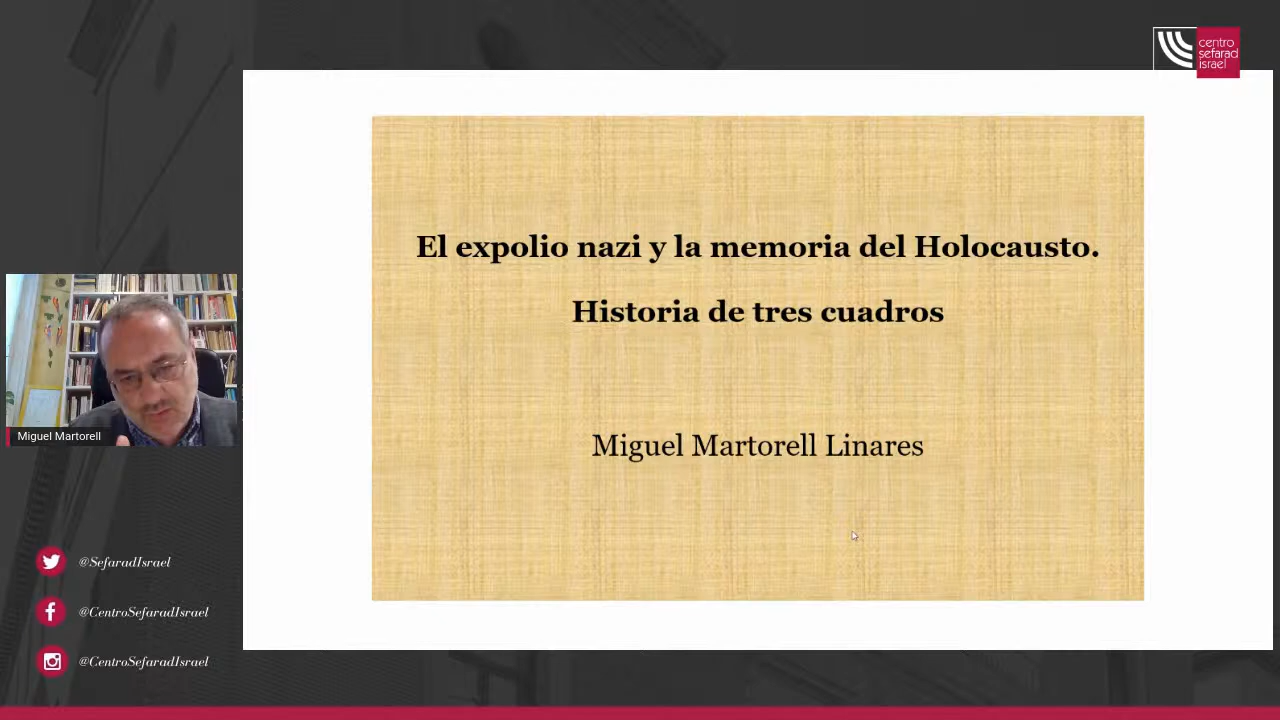 centro
sefarad
israel
El expolio nazi y la memoria del Holocausto.
Historia de tres cuadros
Miguel Martorell Linares
Miguel Martorell
@SefaradIsrael
@CentroSefaradIsrael
@CentroSefaradIsrael